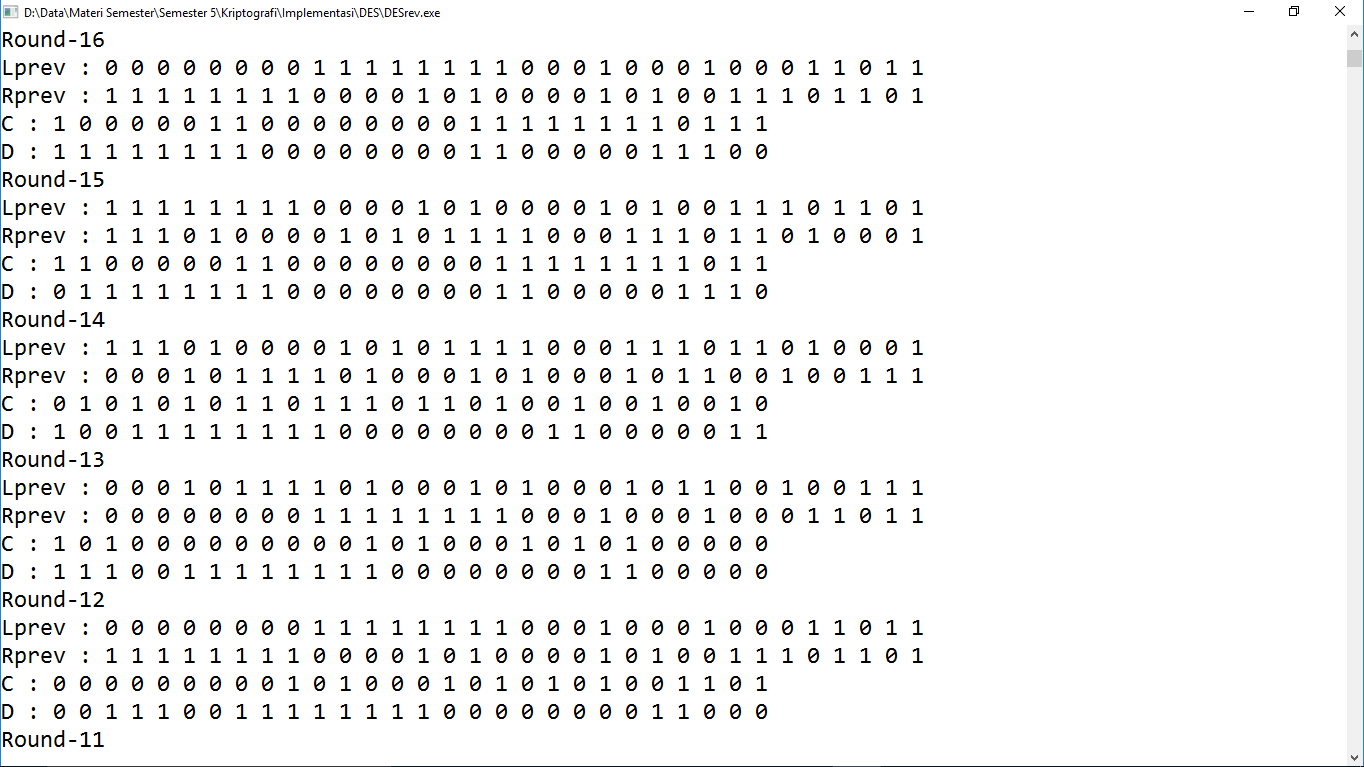 D:\Data\Materi Semester\Semester 5\Kriptografi\Implementasi\DES\DESrev.exe
Round-16
Lprev : 0 0 0 0 0 0 0 0 1 1 1 1 1 1 1 1 0 0 0 1 0 0 0 1 0 0 0 1 1 0 1 1
Rprev : 1 1 1 1 1 1 1 1 0 0 0 0 1 0 1 0 0 0 0 1 0 1 0 0 1 1 1 0 1 1 0 1
C : 1 0 0 0 0 0 1 1 0 0 0 0 0 0 0 0 1 1 1 1 1 1 1 1 0 1 1 1
D : 1 1 1 1 1 1 1 1 0 0 0 0 0 0 0 0 1 1 0 0 0 0 0 1 1 1 0 0
Round-15
Lprev : 1 1 1 1 1 1 1 1 0 0 0 0 1 0 1 0 0 0 0 1 0 1 0 0 1 1 1 0 1 1 0 1
Rprev : 1 1 1 0 1 0 0 0 0 1 0 1 0 1 1 1 1 0 0 0 1 1 1 0 1 1 0 1 0 0 0 1
C : 1 1 0 0 0 0 0 1 1 0 0 0 0 0 0 0 0 1 1 1 1 1 1 1 1 0 1 1
D : 0 1 1 1 1 1 1 1 1 0 0 0 0 0 0 0 0 1 1 0 0 0 0 0 1 1 1 0
Round-14
Lprev : 1 1 1 0 1 0 0 0 0 1 0 1 0 1 1 1 1 0 0 0 1 1 1 0 1 1 0 1 0 0 0 1
Rprev : 0 0 0 1 0 1 1 1 1 0 1 0 0 0 1 0 1 0 0 0 1 0 1 1 0 0 1 0 0 1 1 1
C : 0 1 0 1 0 1 0 1 1 0 1 1 1 0 1 1 0 1 0 0 1 0 0 1 0 0 1 0
D : 1 0 0 1 1 1 1 1 1 1 1 0 0 0 0 0 0 0 0 1 1 0 0 0 0 0 1 1
Round-13
Lprev : 0 0 0 1 0 1 1 1 1 0 1 0 0 0 1 0 1 0 0 0 1 0 1 1 0 0 1 0 0 1 1 1
Rprev : 0 0 0 0 0 0 0 0 1 1 1 1 1 1 1 1 0 0 0 1 0 0 0 1 0 0 0 1 1 0 1 1
C : 1 0 1 0 0 0 0 0 0 0 0 0 1 0 1 0 0 0 1 0 1 0 1 0 0 0 0 0
D : 1 1 1 0 0 1 1 1 1 1 1 1 1 0 0 0 0 0 0 0 0 1 1 0 0 0 0 0
Round-12
Lprev : 0 0 0 0 0 0 0 0 1 1 1 1 1 1 1 1 0 0 0 1 0 0 0 1 0 0 0 1 1 0 1 1
Rprev : 1 1 1 1 1 1 1 1 0 0 0 0 1 0 1 0 0 0 0 1 0 1 0 0 1 1 1 0 1 1 0 1
C : 0 0 0 0 0 0 0 0 0 1 0 1 0 0 0 1 0 1 0 1 0 1 0 0 1 1 0 1
D : 0 0 1 1 1 0 0 1 1 1 1 1 1 1 1 0 0 0 0 0 0 0 0 1 1 0 0 0
Round-11